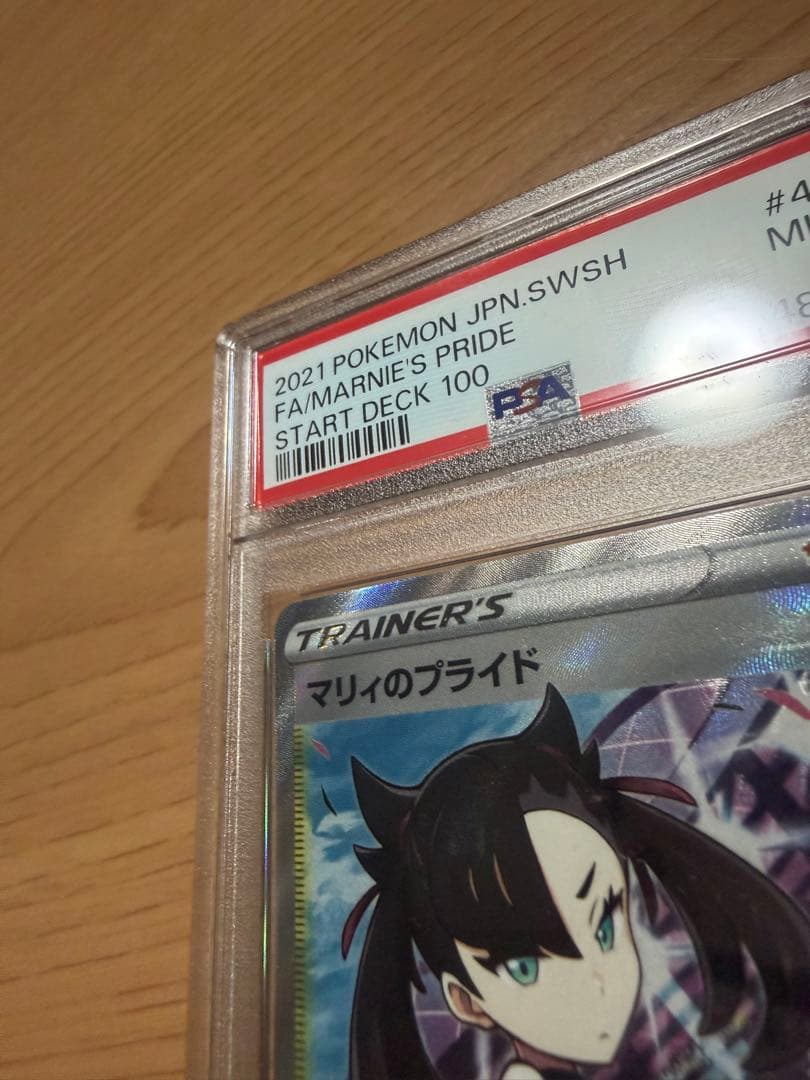 2021 POKEMON JPN.SWSH
FA/MARNIE'S PRIDE
START DECK 100
PSA
TRAINER'S
マリィのプライド